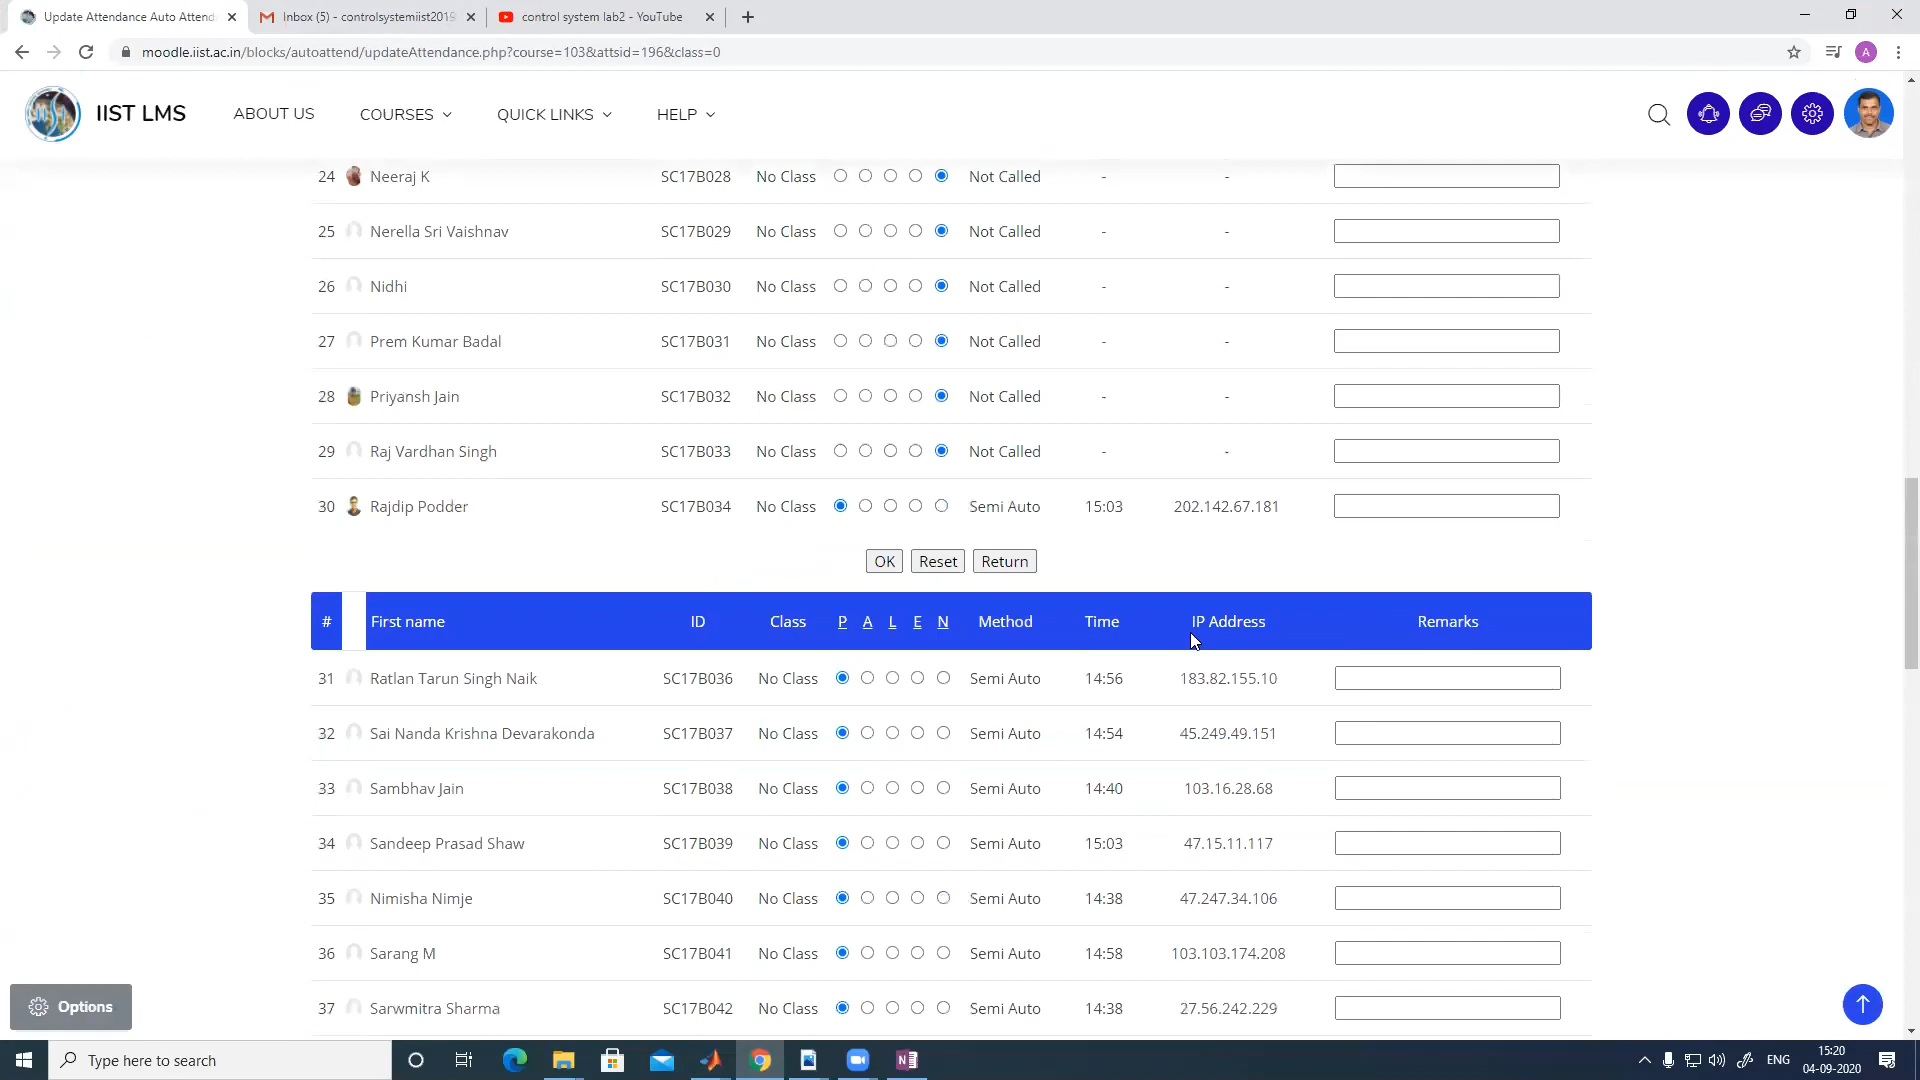 Update Attendance Auto Attend
Inbox (5) - controlsystemiist2019
control system lab2 - YouTube
moodle.iist.ac.in/blocks/autoattend/updateAttendance.php?course=103&attsid=196&class=0
A
IIST LMS
ABOUT US
COURSES
QUICK LINKS
HELP
24 Neeraj K SC17B028 No Class Not Called - -
25 Nerella Sri Vaishnav SC17B029 No Class Not Called - -
26 Nidhi SC17B030 No Class Not Called - -
27 Prem Kumar Badal SC17B031 No Class Not Called - -
28 Priyansh Jain SC17B032 No Class Not Called - -
29 Raj Vardhan Singh SC17B033 No Class Not Called - -
30 Rajdip Podder SC17B034 No Class Semi Auto 15:03 202.142.67.181
OK Reset Return
# First name ID Class P A L E N Method Time IP Address Remarks
31 Ratlan Tarun Singh Naik SC17B036 No Class Semi Auto 14:56 183.82.155.10
32 Sai Nanda Krishna Devarakonda SC17B037 No Class Semi Auto 14:54 45.249.49.151
33 Sambhav Jain SC17B038 No Class Semi Auto 14:40 103.16.28.68
34 Sandeep Prasad Shaw SC17B039 No Class Semi Auto 15:03 47.15.11.117
35 Nimisha Nimje SC17B040 No Class Semi Auto 14:38 47.247.34.106
36 Sarang M SC17B041 No Class Semi Auto 14:58 103.103.174.208
37 Sarwmitra Sharma SC17B042 No Class Semi Auto 14:38 27.56.242.229
Options
Type here to search
ENG
15:20
04-09-2020